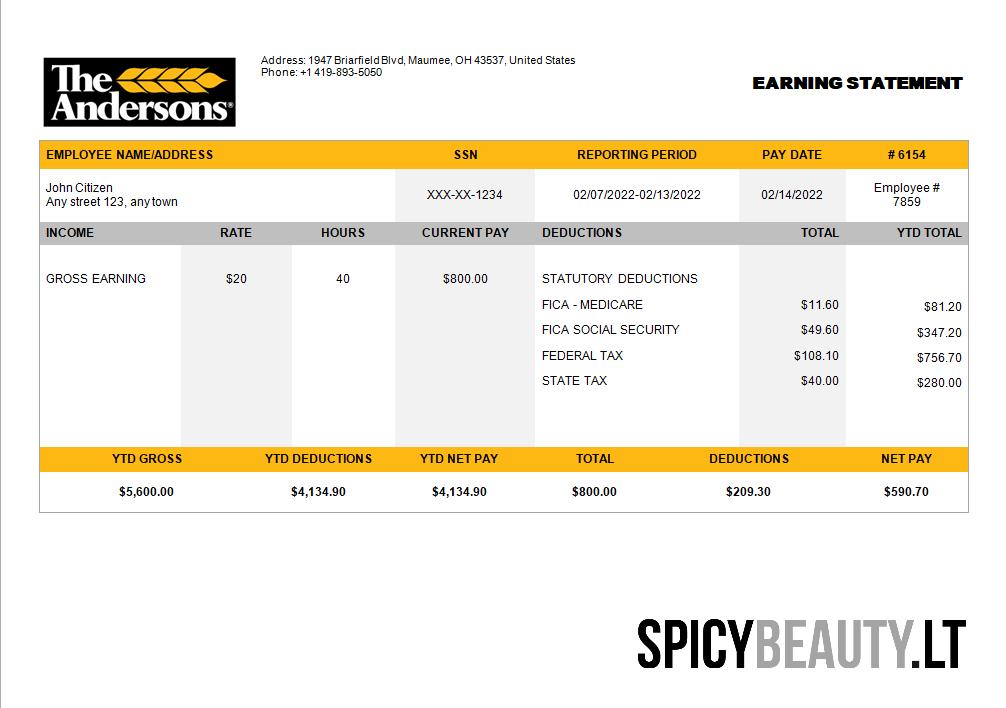 The
Andersons®
Address: 1947 Briarfield Blvd, Maumee, OH 43537, United States
Phone: +1 419-893-5050
EARNING STATEMENT
EMPLOYEE NAME/ADDRESS SSN REPORTING PERIOD PAY DATE # 6154
John Citizen
Any street 123, any town
XXX-XX-1234 02/07/2022-02/13/2022 02/14/2022
Employee #
7859
INCOME RATE HOURS CURRENT PAY DEDUCTIONS TOTAL YTD TOTAL
GROSS EARNING $20 40 $800.00 STATUTORY DEDUCTIONS
FICA - MEDICARE $11.60 $81.20
FICA SOCIAL SECURITY $49.60 $347.20
FEDERAL TAX $108.10 $756.70
STATE TAX $40.00 $280.00
YTD GROSS YTD DEDUCTIONS YTD NET PAY TOTAL DEDUCTIONS NET PAY
$5,600.00 $4,134.90 $4,134.90 $800.00 $209.30 $590.70
SPICYBEAUTY.LT